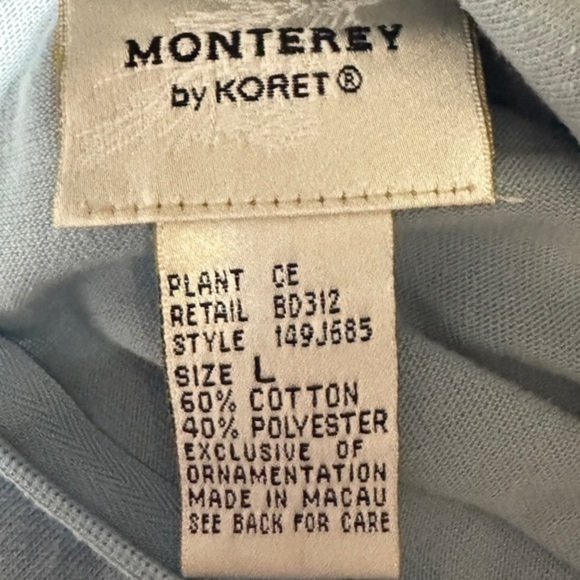 MONTEREY
by KORET®
PLANT CE
RETAIL BD312
STYLE 149J685
SIZE L
60% COTTON
40% POLYESTER
EXCLUSIVE OF
ORNAMENTATION
MADE IN MACAU
SEE BACK FOR CARE